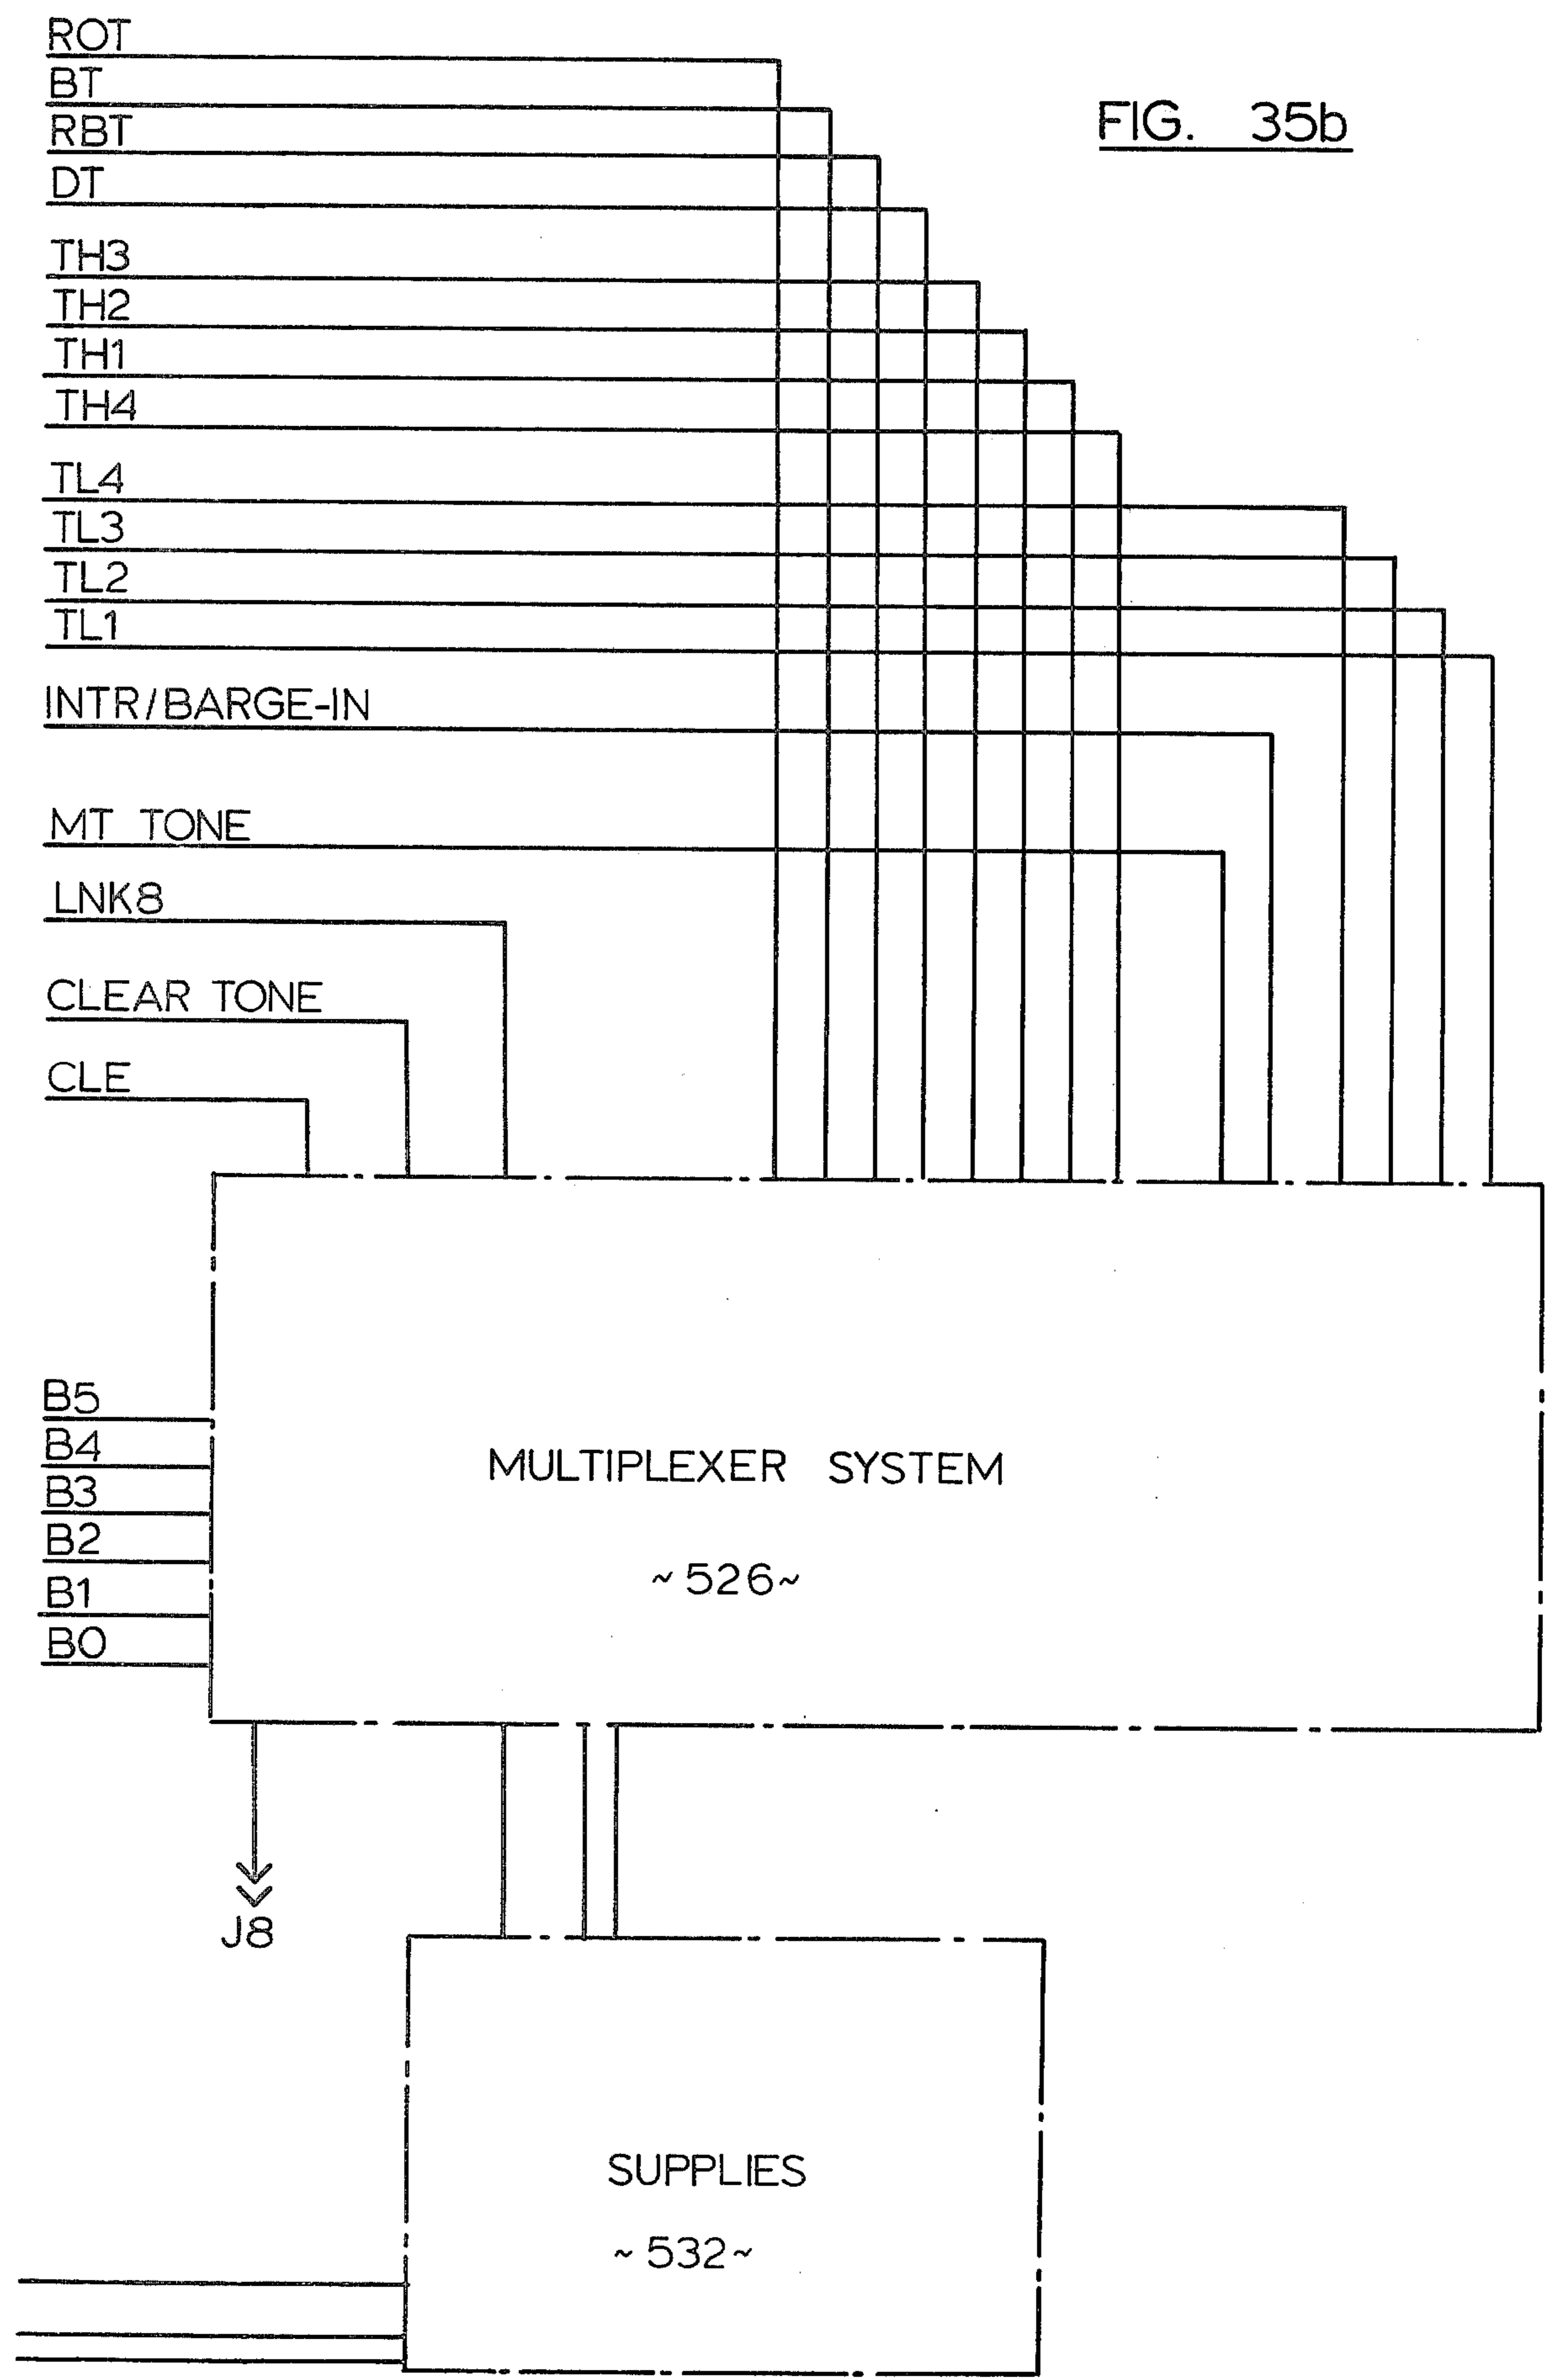 ROT
BT
RBT
DT
FIG. 35b
TH3
TH2
TH1
TH4
TL4
TL3
TL2
TL1
INTR/BARGE-IN
MT TONE
LNK8
CLEAR TONE
CLE
B5
B4
B3
B2
B1
B0
MULTIPLEXER SYSTEM
~526~
J8
SUPPLIES
~532~